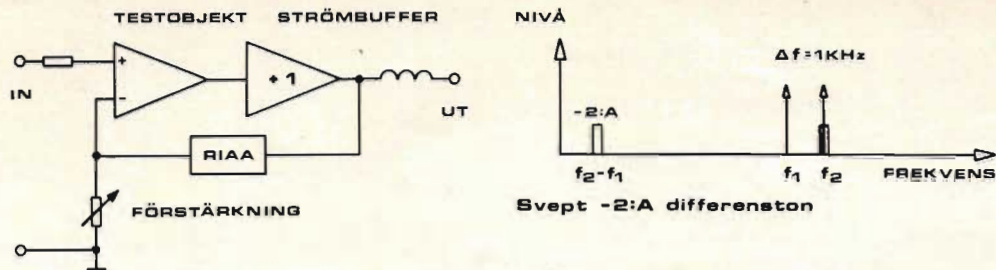 TESTOBJEKT STRÖMBUFFER
+
-
+ 1
IN
UT
RIAA
FÖRSTÄRKNING
NIVÅ
Δf=1KHz
-2:A
f2-f1
f1
f2
FREKVENS
Svept -2:A differenston